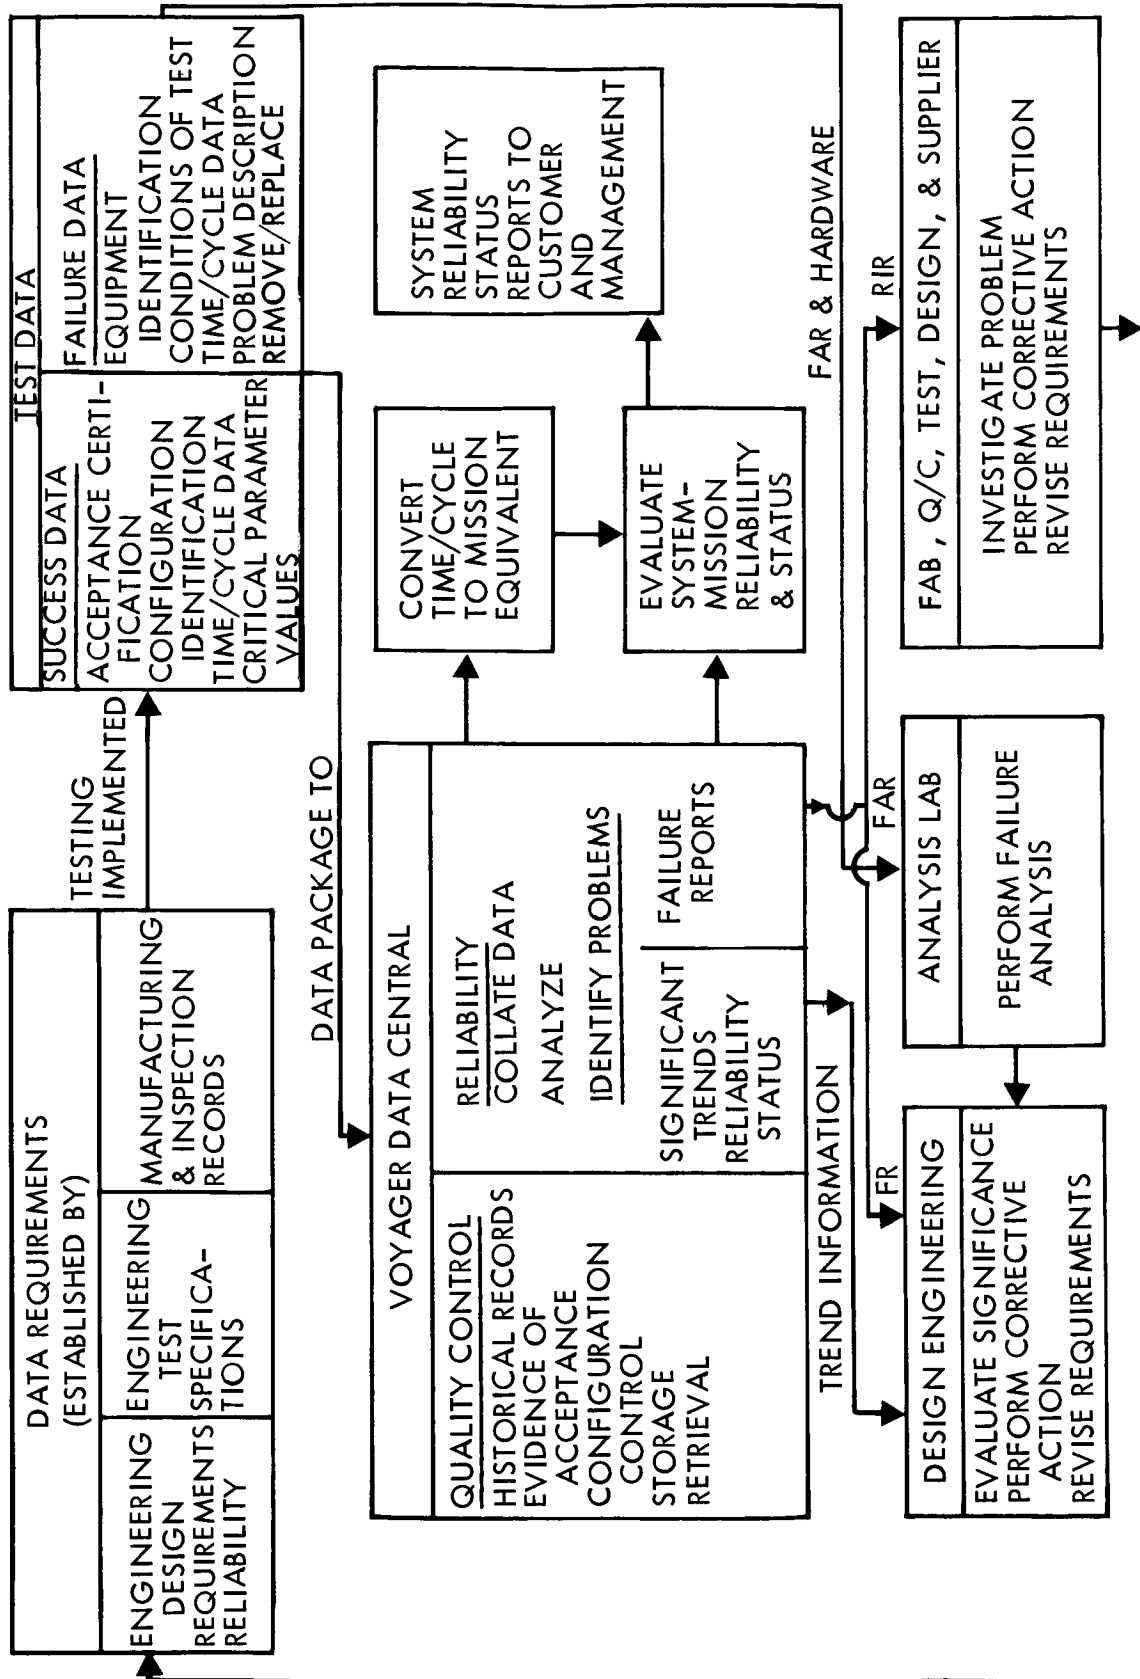 DATA REQUIREMENTS
(ESTABLISHED BY)
ENGINEERING
DESIGN
REQUIREMENTS
RELIABILITY
ENGINEERING
TEST
SPECIFICA-
TIONS
MANUFACTURING
& INSPECTION
RECORDS
TESTING
IMPLEMENTED
TEST DATA
SUCCESS DATA
ACCEPTANCE CERTI-
FICATION
CONFIGURATION
IDENTIFICATION
TIME/CYCLE DATA
CRITICAL PARAMETER
VALUES
FAILURE DATA
EQUIPMENT
IDENTIFICATION
CONDITIONS OF TEST
TIME/CYCLE DATA
PROBLEM DESCRIPTION
REMOVE/REPLACE
DATA PACKAGE TO
VOYAGER DATA CENTRAL
QUALITY CONTROL
HISTORICAL RECORDS
EVIDENCE OF
ACCEPTANCE
CONFIGURATION
CONTROL
STORAGE
RETRIEVAL
RELIABILITY
COLLATE DATA
ANALYZE
IDENTIFY PROBLEMS
SIGNIFICANT
TRENDS
RELIABILITY
STATUS
FAILURE
REPORTS
CONVERT
TIME/CYCLE
TO MISSION
EQUIVALENT
EVALUATE
SYSTEM-
MISSION
RELIABILITY
& STATUS
SYSTEM
RELIABILITY
STATUS
REPORTS TO
CUSTOMER
AND
MANAGEMENT
TREND INFORMATION
FAR & HARDWARE
FR
FAR
RIR
DESIGN ENGINEERING
EVALUATE SIGNIFICANCE
PERFORM CORRECTIVE
ACTION
REVISE REQUIREMENTS
ANALYSIS LAB
PERFORM FAILURE
ANALYSIS
FAB, Q/C, TEST, DESIGN, & SUPPLIER
INVESTIGATE PROBLEM
PERFORM CORRECTIVE ACTION
REVISE REQUIREMENTS